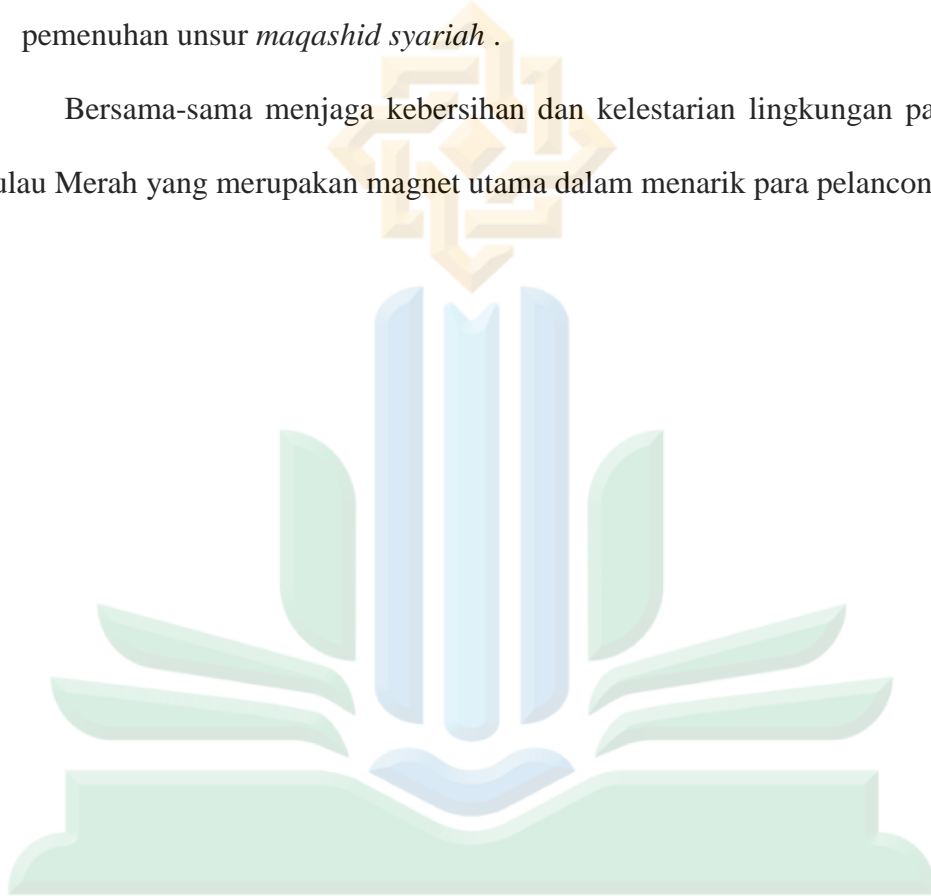 pemenuhan unsur maqashid syariah .
Bersama-sama menjaga kebersihan dan kelestarian lingkungan pa
ulau Merah yang merupakan magnet utama dalam menarik para pelancon